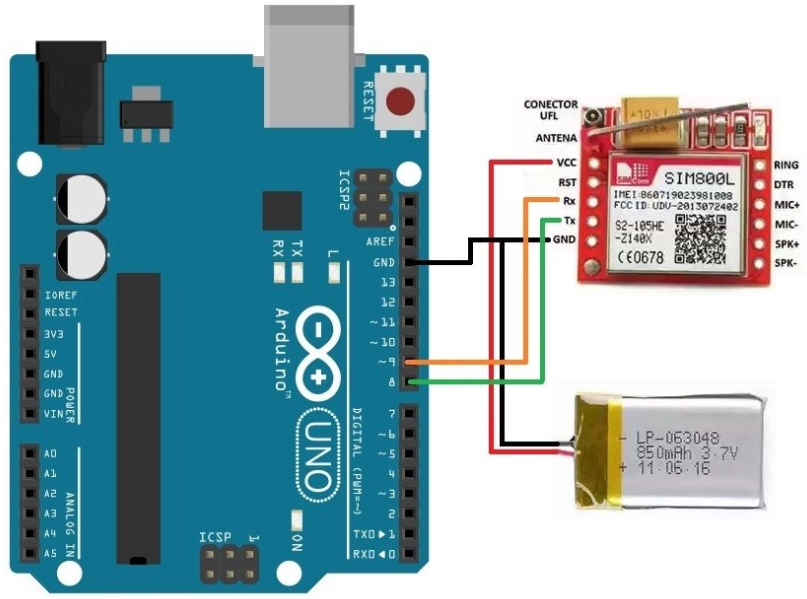 RESET
ICSP2
AREF
GND
13
12
~11
~10
~9
8
7
~6
~5
4
~3
2
TX0▶1
RX0◀0
RX
TX
L
Arduino™
UNO
DIGITAL (PWM=~)
ON
ICSP
1
IOREF
RESET
3V3
5V
GND
GND
VIN
POWER
A0
A1
A2
A3
A4
A5
ANALOG IN
CONECTOR
UFL
ANTENA
VCC
RST
Rx
Tx
GND
RING
DTR
MIC+
MIC-
SPK+
SPK-
SIMCom
SIM800L
IMEI:860719023981008
FCC ID: UDV-2013072402
S2-105HE
-Z140X
CE0678
- LP-063048
850mAh 3.7V
+ 11.06.16